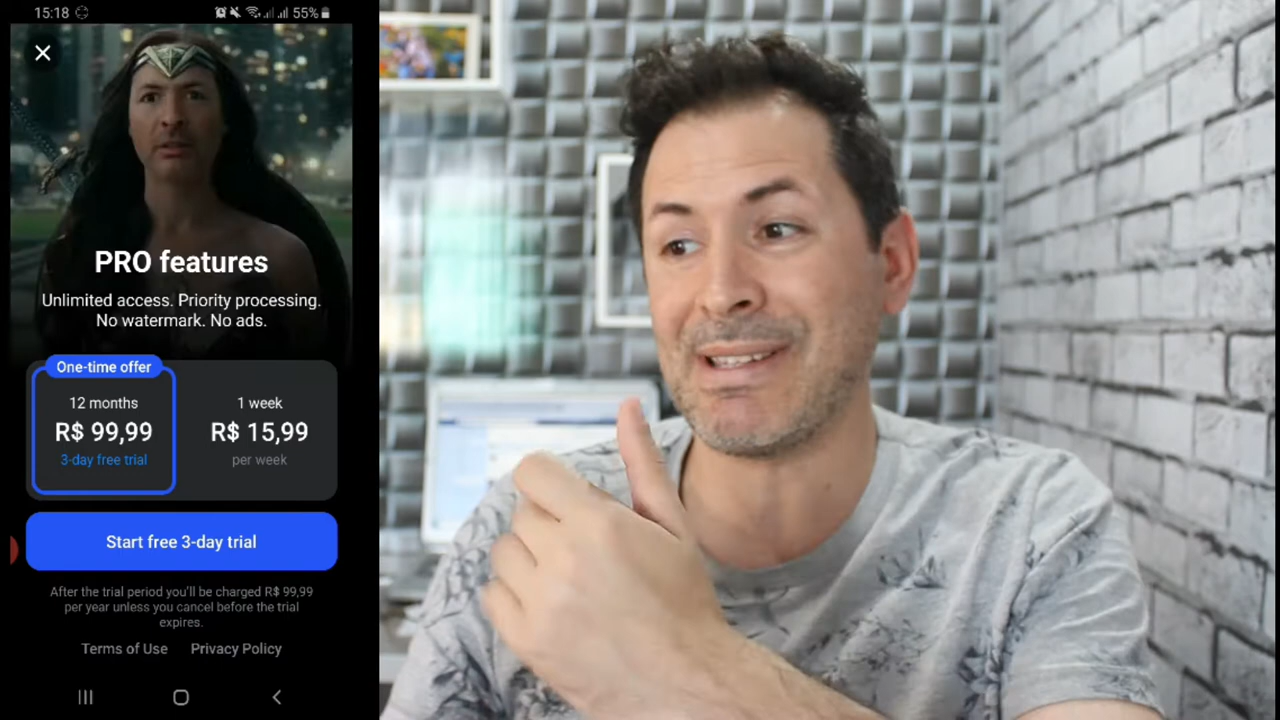 15:18
55%
PRO features
Unlimited access. Priority processing.
No watermark. No ads.
One-time offer
12 months
R$ 99,99
3-day free trial
1 week
R$ 15,99
per week
Start free 3-day trial
After the trial period you'll be charged R$ 99,99
per year unless you cancel before the trial
expires.
Terms of Use
Privacy Policy